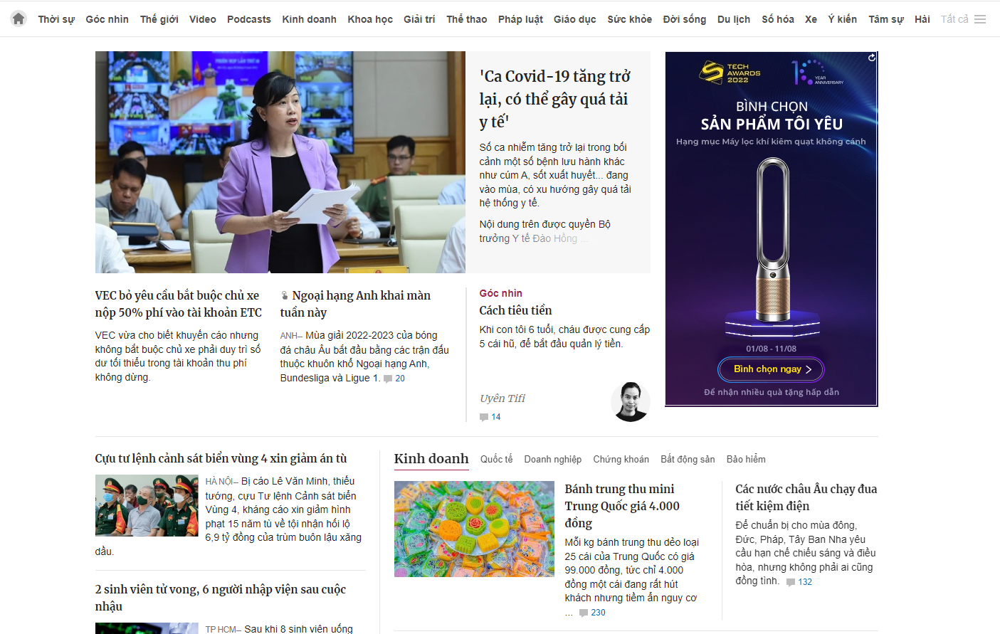 Thời sự Góc nhìn Thế giới Video Podcasts Kinh doanh Khoa học Giải trí Thể thao Pháp luật Giáo dục Sức khỏe Đời sống Du lịch Số hóa Xe Ý kiến Tâm sự Hài Tất cả
'Ca Covid-19 tăng trở
lại, có thể gây quá tải
y tế'
Số ca nhiễm tăng trở lại trong bối
cảnh một số bệnh lưu hành khác
như cúm A, sốt xuất huyết... đang
vào mùa, có xu hướng gây quá tải
hệ thống y tế.
Nội dung trên được quyền Bộ
trưởng Y tế Đào Hồng ...
TECH
AWARDS
2022
10 YEAR
ANNIVERSARY
BÌNH CHỌN
SẢN PHẨM TÔI YÊU
Hạng mục Máy lọc khí kiêm quạt không cánh
01/08 - 11/08
Bình chọn ngay
Để nhận nhiều quà tặng hấp dẫn
VEC bỏ yêu cầu bắt buộc chủ xe
nộp 50% phí vào tài khoản ETC
VEC vừa cho biết khuyến cáo nhưng
không bắt buộc chủ xe phải duy trì số
dư tối thiểu trong tài khoản thu phí
không dừng.
Ngoại hạng Anh khai màn
tuần này
ANH– Mùa giải 2022-2023 của bóng
đá châu Âu bắt đầu bằng các trận đấu
thuộc khuôn khổ Ngoại hạng Anh,
Bundesliga và Ligue 1. 20
Góc nhìn
Cách tiêu tiền
Khi con tôi 6 tuổi, cháu được cung cấp
5 cái hũ, để bắt đầu quản lý tiền.
Uyên Tifi
14
Cựu tư lệnh cảnh sát biển vùng 4 xin giảm án tù
HÀ NỘI– Bị cáo Lê Văn Minh, thiếu
tướng, cựu Tư lệnh Cảnh sát biển
Vùng 4, kháng cáo xin giảm hình
phạt 15 năm tù về tội nhận hối lộ
6,9 tỷ đồng của trùm buôn lậu xăng
dầu.
2 sinh viên tử vong, 6 người nhập viện sau cuộc
nhậu
TP HCM– Sau khi 8 sinh viên uống
Kinh doanh Quốc tế Doanh nghiệp Chứng khoán Bất động sản Bảo hiểm
Bánh trung thu mini
Trung Quốc giá 4.000
đồng
Mỗi kg bánh trung thu dẻo loại
25 cái của Trung Quốc có giá
99.000 đồng, tức chỉ 4.000
đồng một cái đang rất hút
khách nhưng tiềm ẩn nguy cơ
... 230
Các nước châu Âu chạy đua
tiết kiệm điện
Để chuẩn bị cho mùa đông,
Đức, Pháp, Tây Ban Nha yêu
cầu hạn chế chiếu sáng và điều
hòa, nhưng không phải ai cũng
đồng tình. 132